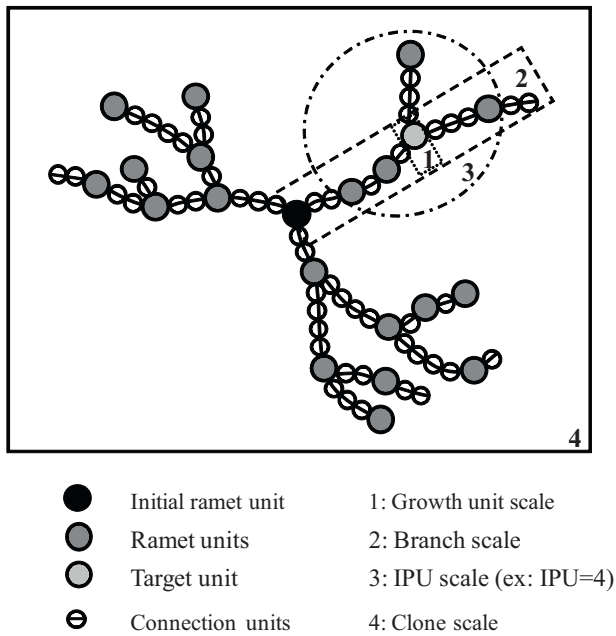 2
1
3
4
Initial ramet unit
1: Growth unit scale
Ramet units
2: Branch scale
Target unit
3: IPU scale (ex: IPU=4)
Connection units
4: Clone scale